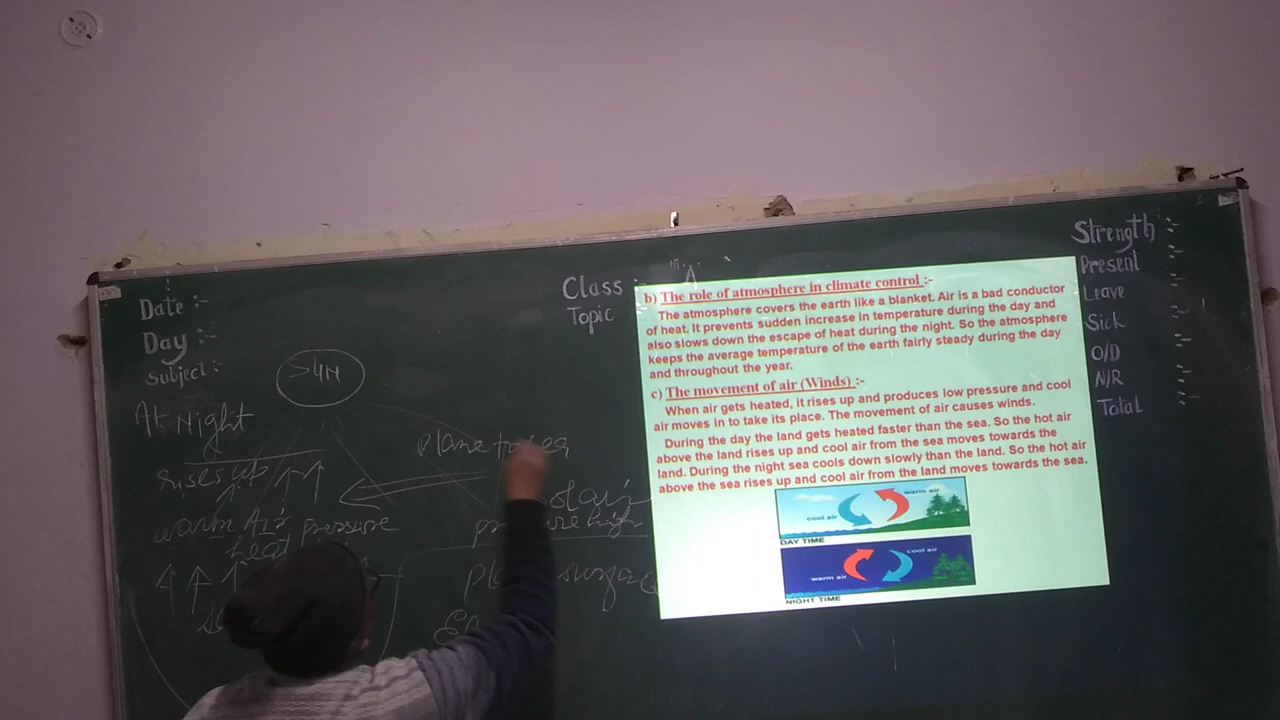 Date :-
Day :-
Subject :-
At Night
rises up
warm Air pressure
heat
pressure high
Class :- A
Topic
b) The role of atmosphere in climate control :-
The atmosphere covers the earth like a blanket. Air is a bad conductor
of heat. It prevents sudden increase in temperature during the day and
also slows down the escape of heat during the night. So the atmosphere
keeps the average temperature of the earth fairly steady during the day
and throughout the year.
c) The movement of air (Winds) :-
When air gets heated, it rises up and produces low pressure and cool
air moves in to take its place. The movement of air causes winds.
During the day the land gets heated faster than the sea. So the hot air
above the land rises up and cool air from the sea moves towards the
land. During the night sea cools down slowly than the land. So the hot air
above the sea rises up and cool air from the land moves towards the sea.
warm air
cool air
DAY TIME
cool air
warm air
NIGHT TIME
Strength
Present
Leave
Sick
O/D
N/R
Total